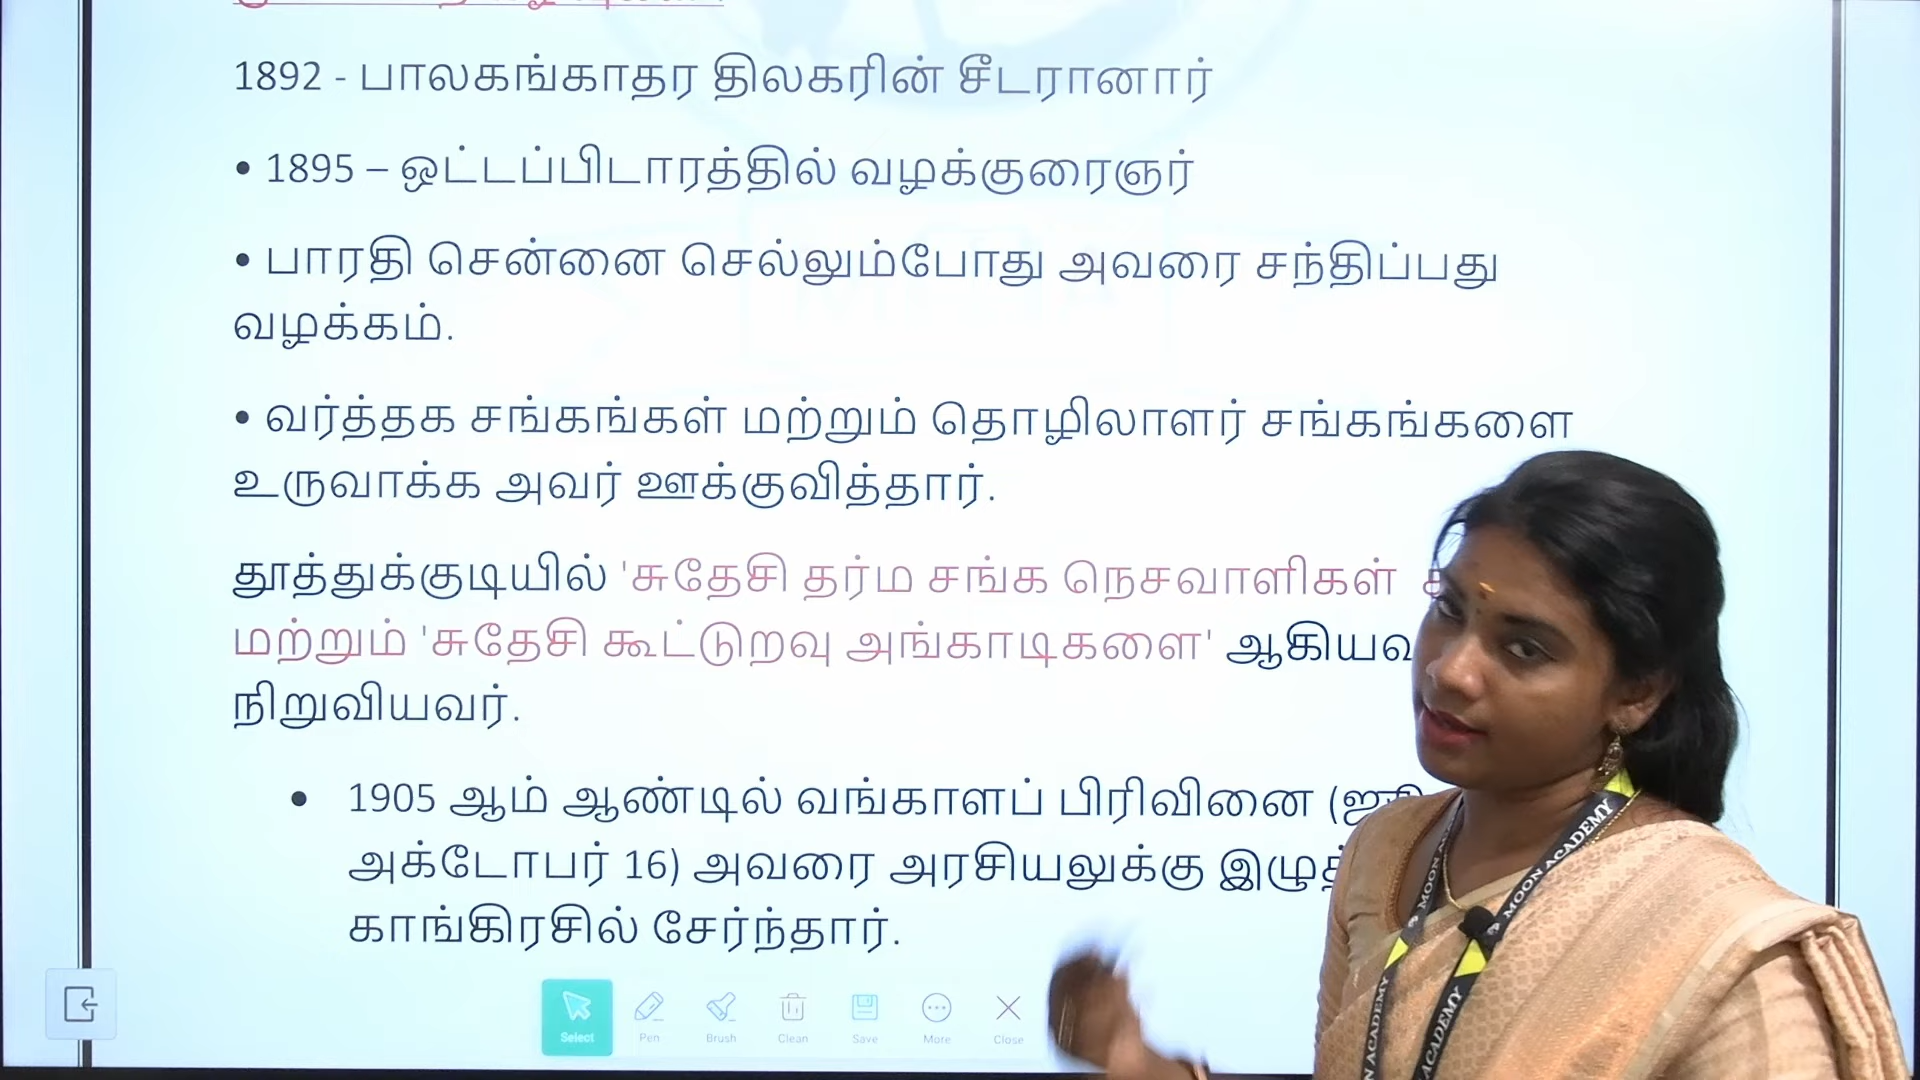 1892 - பாலகங்காதர திலகரின் சீடரானார்
• 1895 – ஒட்டப்பிடாரத்தில் வழக்குரைஞர்
• பாரதி சென்னை செல்லும்போது அவரை சந்திப்பது
வழக்கம்.
• வர்த்தக சங்கங்கள் மற்றும் தொழிலாளர் சங்கங்களை
உருவாக்க அவர் ஊக்குவித்தார்.
தூத்துக்குடியில் 'சுதேசி தர்ம சங்க நெசவாளிகள்
மற்றும் 'சுதேசி கூட்டுறவு அங்காடிகளை'
நிறுவியவர்.
• 1905 ஆம் ஆண்டில் வங்காளப் பிரிவினை
அக்டோபர் 16) அவரை அரசியலுக்கு
காங்கிரசில் சேர்ந்தார்.
Select Pen Brush Clean Save More Close
MOON ACADEMY
ACADEMY